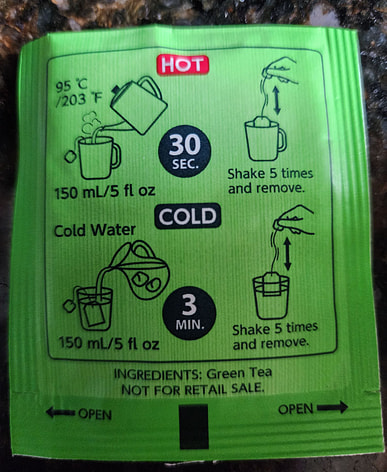 HOT
95 °C
/203 °F
30
SEC.
150 mL/5 fl oz
Shake 5 times
and remove.
COLD
Cold Water
3
MIN.
150 mL/5 fl oz
Shake 5 times
and remove.
INGREDIENTS: Green Tea
NOT FOR RETAIL SALE.
OPEN
OPEN